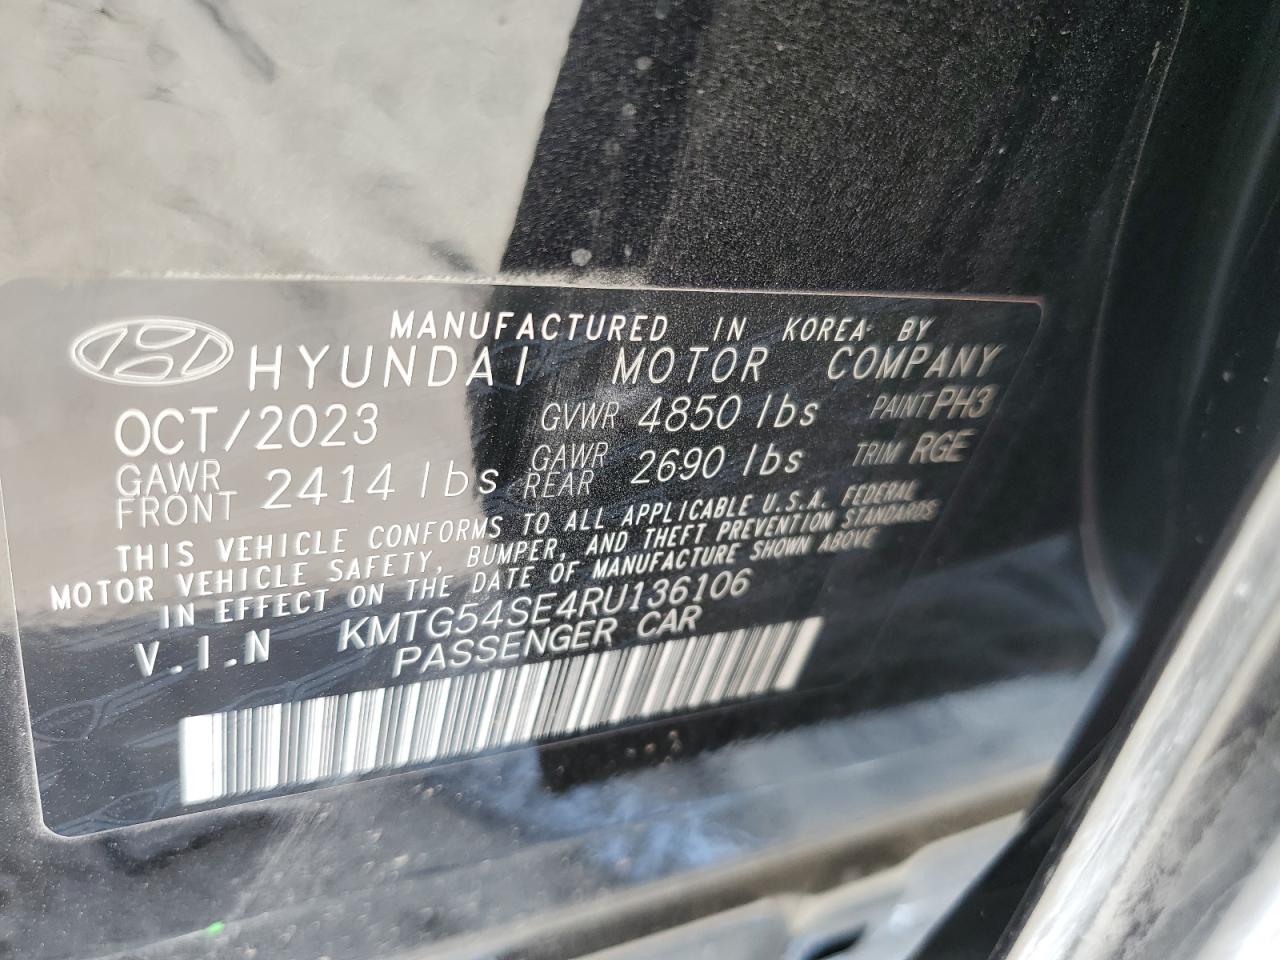 MANUFACTURED IN KOREA BY
HYUNDAI MOTOR COMPANY
OCT/2023 GVWR 4850 lbs PAINT PH3
GAWR FRONT 2414 lbs GAWR REAR 2690 lbs TRIM RGE
THIS VEHICLE CONFORMS TO ALL APPLICABLE U.S.A. FEDERAL
MOTOR VEHICLE SAFETY, BUMPER, AND THEFT PREVENTION STANDARDS
IN EFFECT ON THE DATE OF MANUFACTURE SHOWN ABOVE
V.I.N KMTG54SE4RU136106
PASSENGER CAR